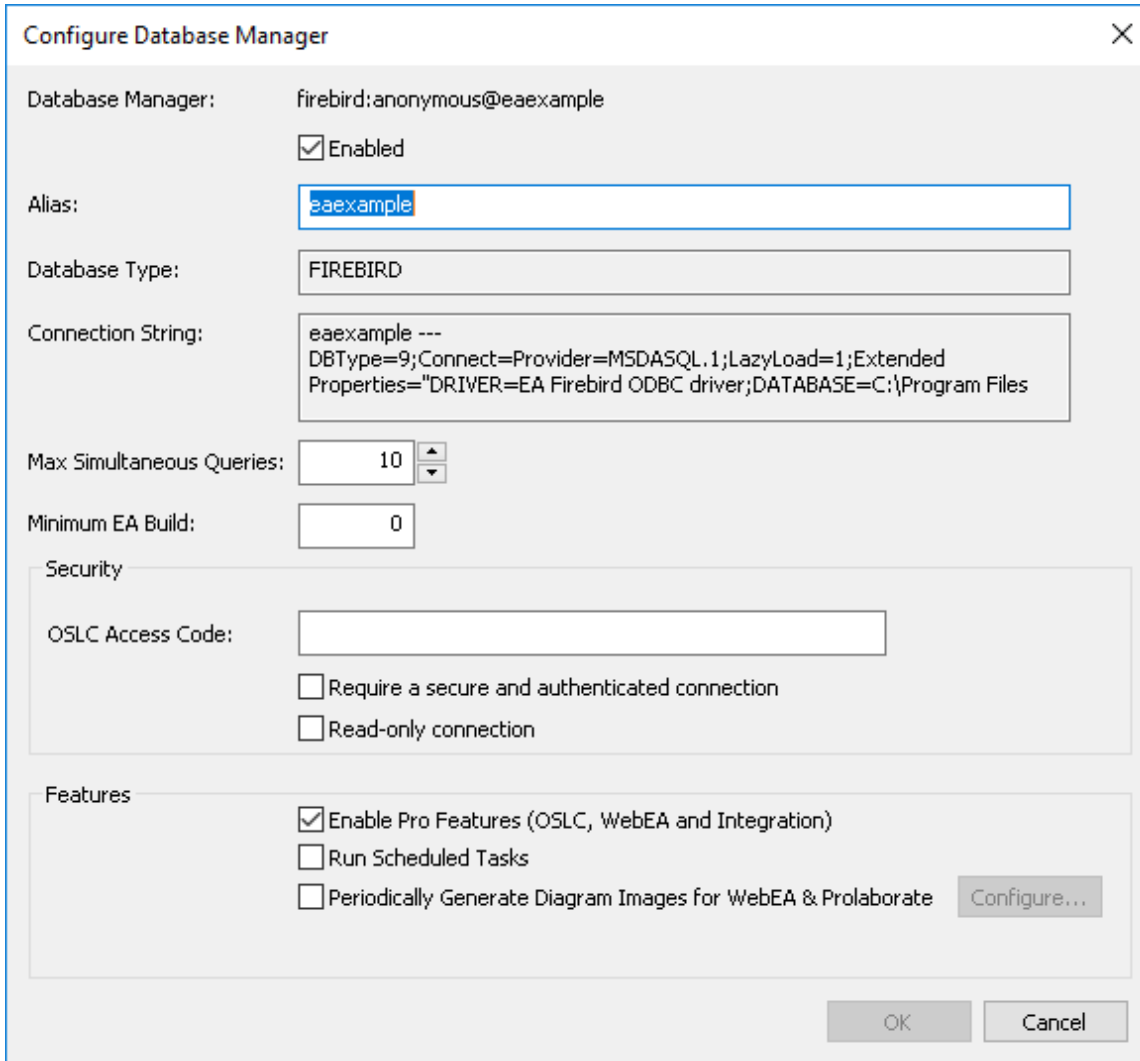 Configure Database Manager
Database Manager: firebird:anonymous@eaexample
Enabled
Alias: eaexample
Database Type: FIREBIRD
Connection String: eaexample ---
DBType=9;Connect=Provider=MSDASQL.1;LazyLoad=1;Extended
Properties="DRIVER=EA Firebird ODBC driver;DATABASE=C:\Program Files
Max Simultaneous Queries: 10
Minimum EA Build: 0
Security
OSLC Access Code:
Require a secure and authenticated connection
Read-only connection
Features
Enable Pro Features (OSLC, WebEA and Integration)
Run Scheduled Tasks
Periodically Generate Diagram Images for WebEA & Prolaborate Configure...
OK Cancel